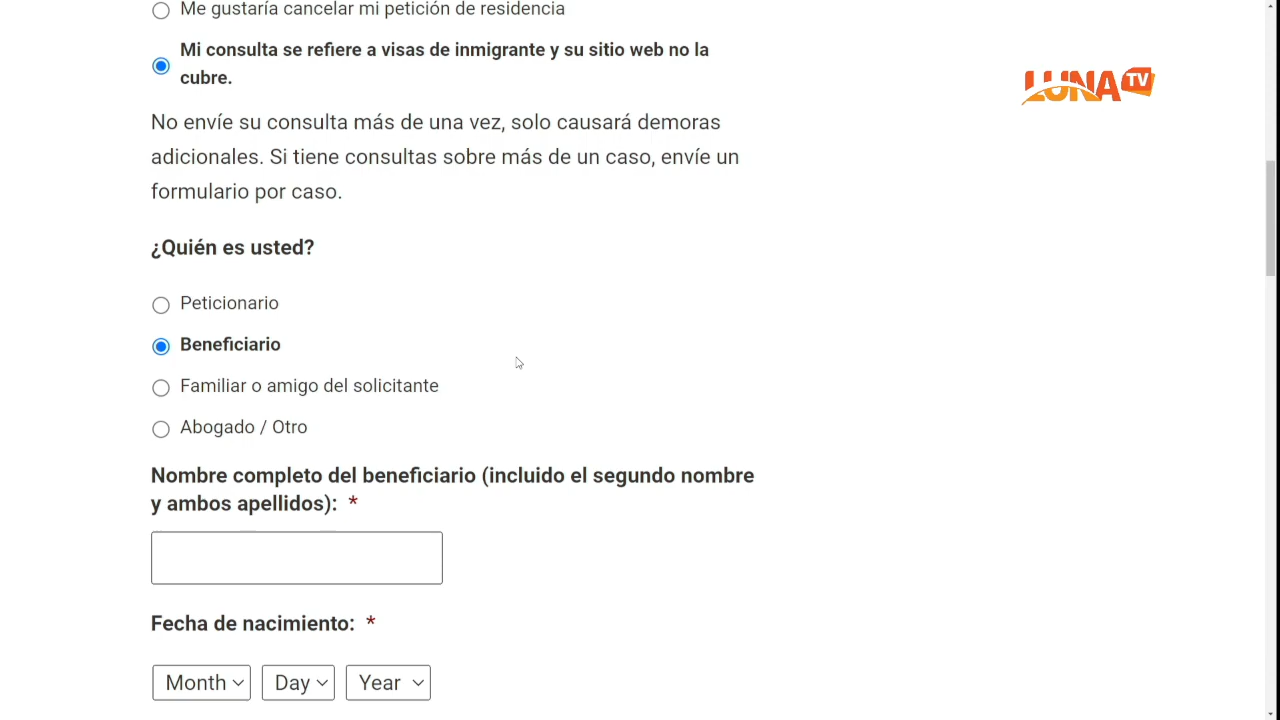 Me gustaría cancelar mi petición de residencia
Mi consulta se refiere a visas de inmigrante y su sitio web no la
cubre.
LUNA TV
No envíe su consulta más de una vez, solo causará demoras
adicionales. Si tiene consultas sobre más de un caso, envíe un
formulario por caso.
¿Quién es usted?
Peticionario
Beneficiario
Familiar o amigo del solicitante
Abogado / Otro
Nombre completo del beneficiario (incluido el segundo nombre
y ambos apellidos): *
Fecha de nacimiento: *
Month Day Year